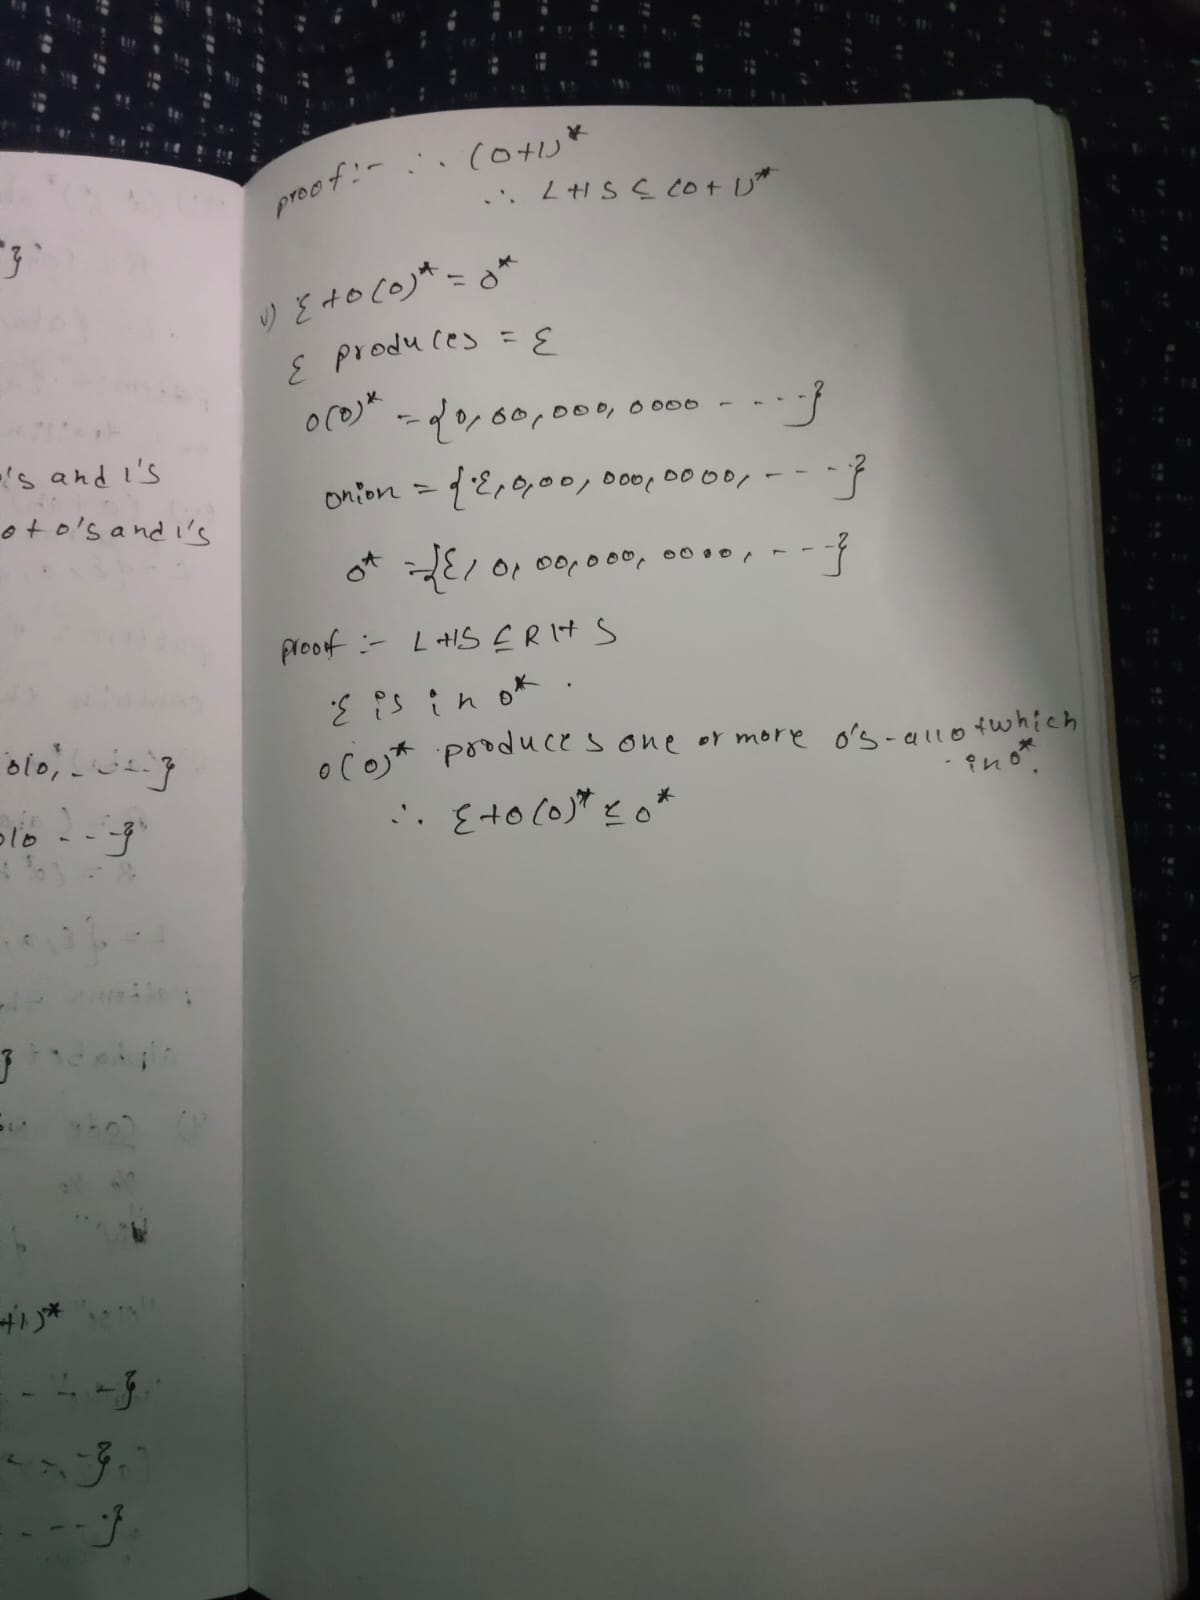 "}
's and 1's
of 0's and 1's
010, - - - - }
010 - - - }
}
+1)*
- - - - }
- - - - }
- - - - }
proof :- ∴ (0+1)*
∴ LHS ⊆ (0+1)*
v) ε+0(0)* = 0*
ε produces = ε
0(0)* = {0, 00, 000, 0000 - - - - }
onion = {ε, 0, 00, 000, 0000, - - - - }
0* = {ε, 0, 00, 000, 0000, - - - }
proof :- LHS ⊆ RHS
ε is in 0*.
0(0)* produces one or more 0's - all of which
- in 0*.
∴ ε+0(0)* ⊆ 0*